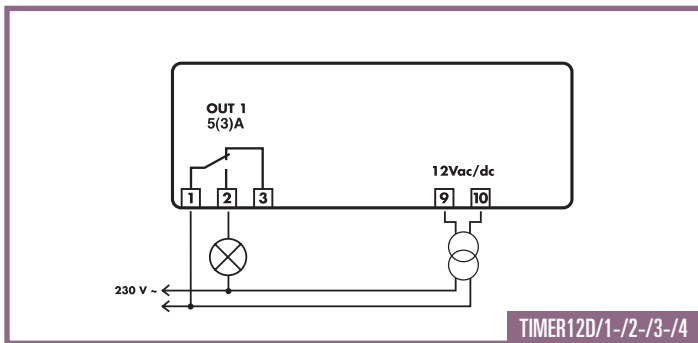 OUT 1
5(3)A
12Vac/dc
1 2 3 9 10
230 V ~
TIMER12D/1-/2-/3-/4